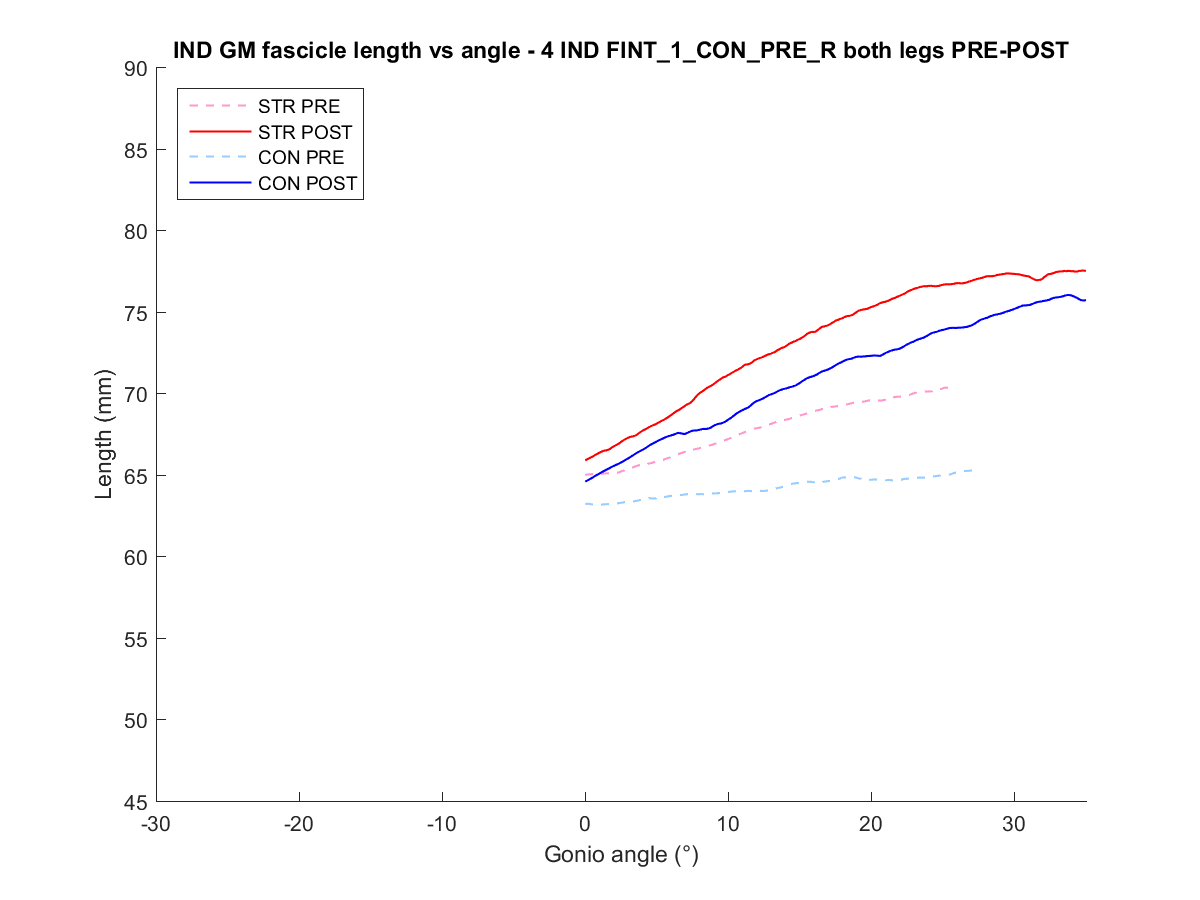 IND GM fascicle length vs angle - 4 IND FINT_1_CON_PRE_R both legs PRE-POST
90
85
80
75
70
65
60
55
50
45
Length (mm)
STR PRE
STR POST
CON PRE
CON POST
-30 -20 -10 0 10 20 30
Gonio angle (°)